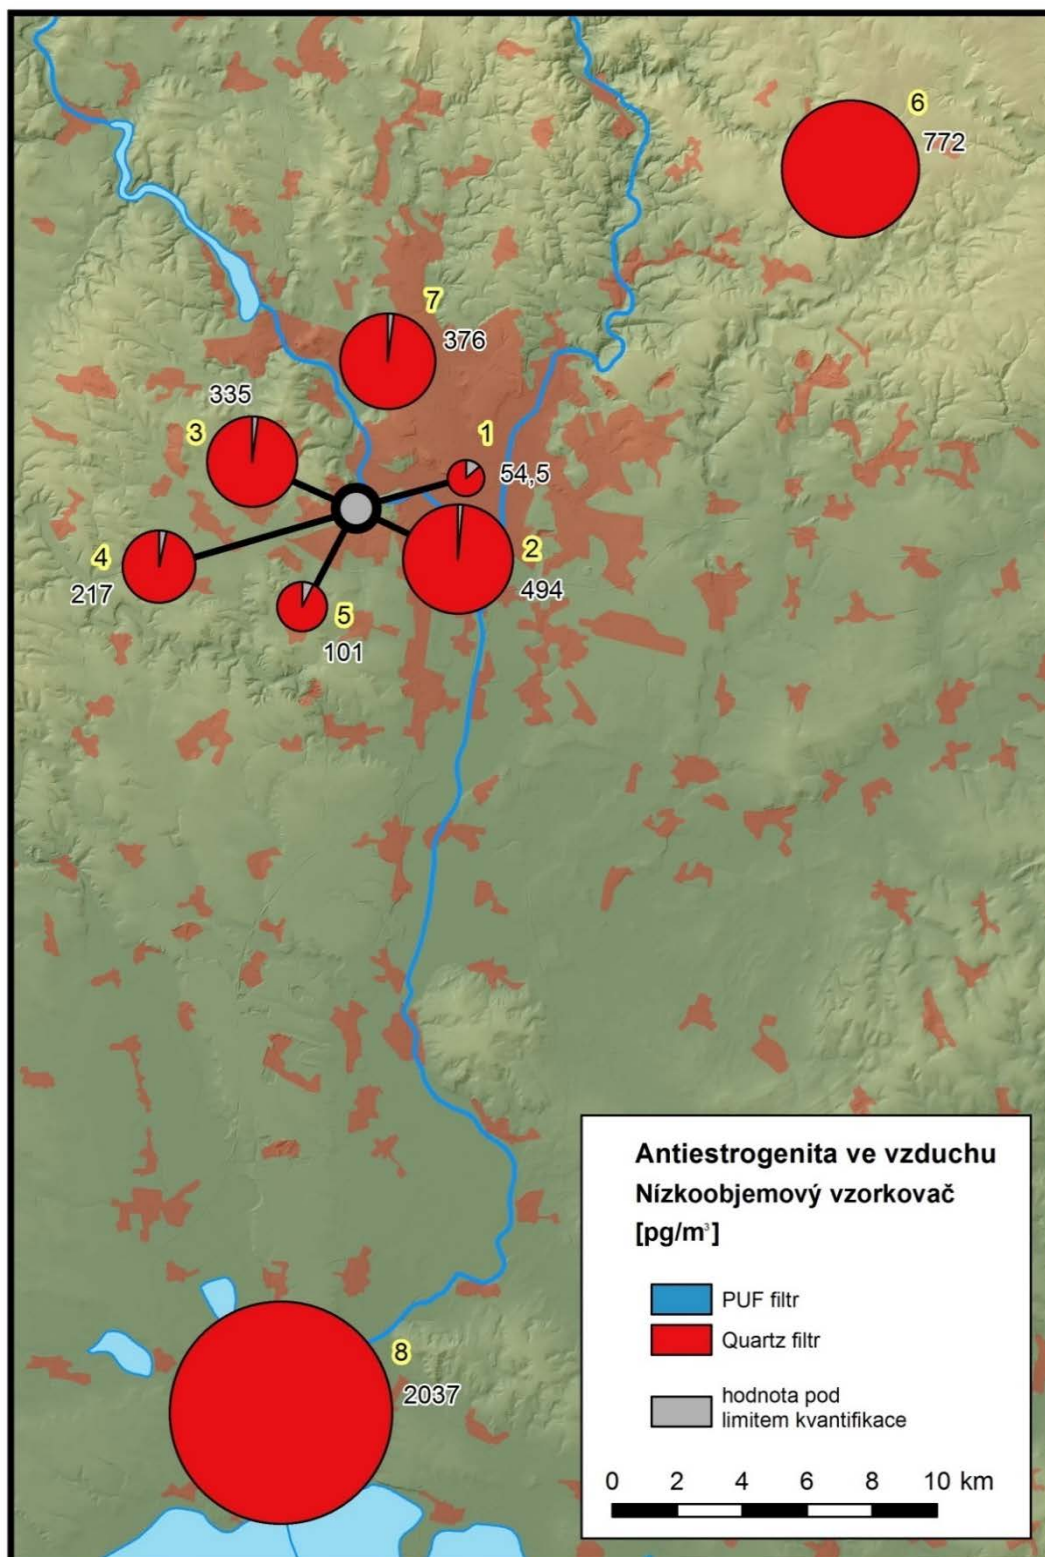 6
772
7
376
335
3
1
54,5
4
217
2
494
5
101
8
2037
Antiestrogenita ve vzduchu
Nízkoobjemový vzorkovač
[pg/m³]
PUF filtr
Quartz filtr
hodnota pod
limitem kvantifikace
0 2 4 6 8 10 km